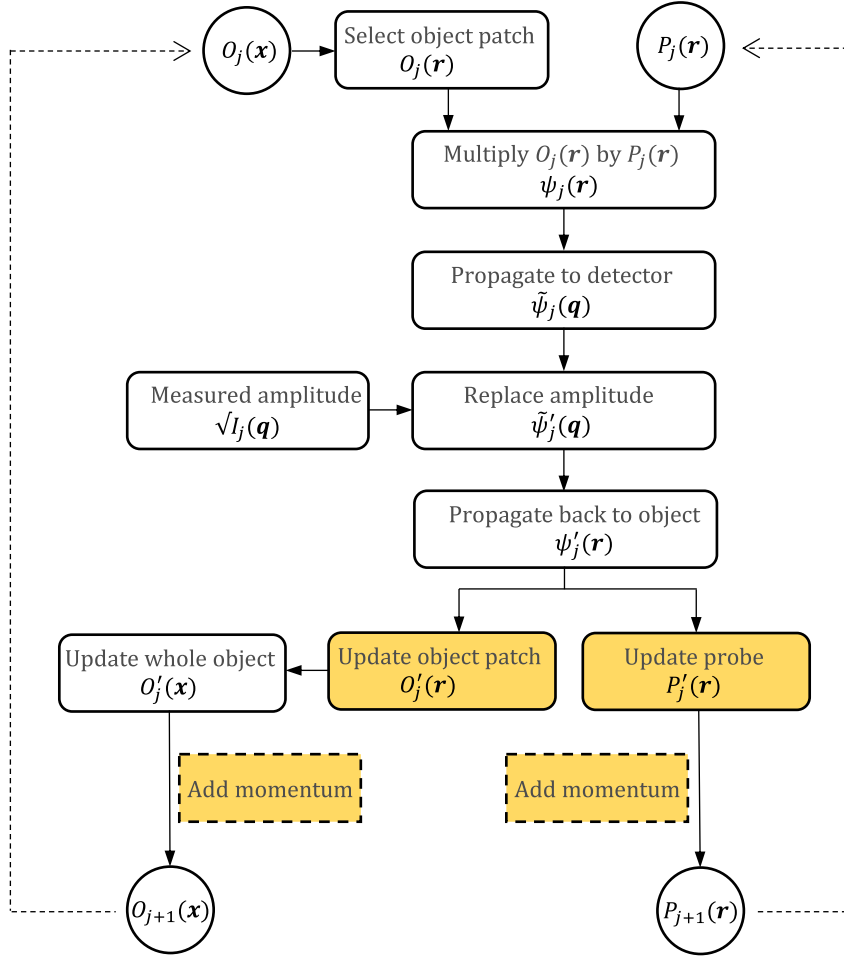 O_j(x)
Select object patch
O_j(r)
P_j(r)
Multiply O_j(r) by P_j(r)
ψ_j(r)
Propagate to detector
ψ̃_j(q)
Measured amplitude
√I_j(q)
Replace amplitude
ψ̃′_j(q)
Propagate back to object
ψ′_j(r)
Update whole object
O′_j(x)
Update object patch
O′_j(r)
Update probe
P′_j(r)
Add momentum
Add momentum
O_{j+1}(x)
P_{j+1}(r)